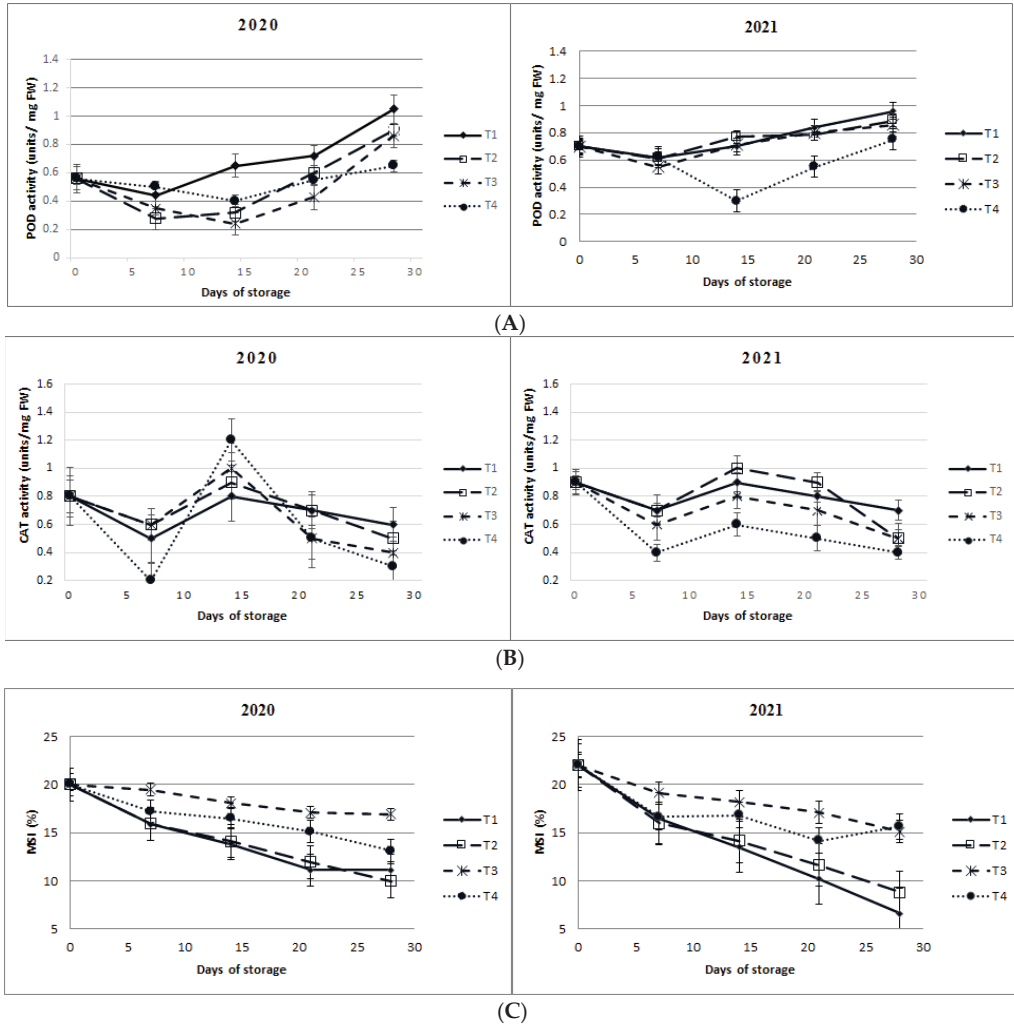 2020
POD activity (units/ mg FW)
1.4
1.2
1
0.8
0.6
0.4
0.2
0
0 5 10 15 20 25 30
Days of storage
T1
T2
T3
T4
2021
POD activity (units/ mg FW)
1.4
1.2
1
0.8
0.6
0.4
0.2
0
0 5 10 15 20 25 30
Days of storage
T1
T2
T3
T4
(A)
2020
CAT activity (units/mg FW)
1.6
1.4
1.2
1
0.8
0.6
0.4
0.2
0 5 10 15 20 25 30
Days of storage
T1
T2
T3
T4
2021
CAT activity (units/mg FW)
1.6
1.4
1.2
1
0.8
0.6
0.4
0.2
0 5 10 15 20 25 30
Days of storage
T1
T2
T3
T4
(B)
2020
MSI (%)
25
20
15
10
5
0 5 10 15 20 25 30
Days of storage
T1
T2
T3
T4
2021
MSI (%)
25
20
15
10
5
0 5 10 15 20 25 30
Days of storage
T1
T2
T3
T4
(C)